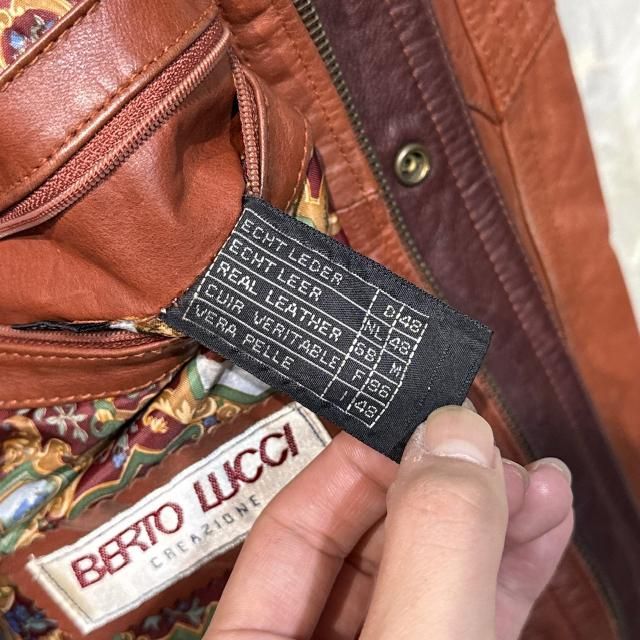 ECHT LEDER D 48
ECHT LEER NL 48
REAL LEATHER GB M
CUIR VERITABLE F 96
VERA PELLE I 48
BERTO LUCCI
CREAZIONE